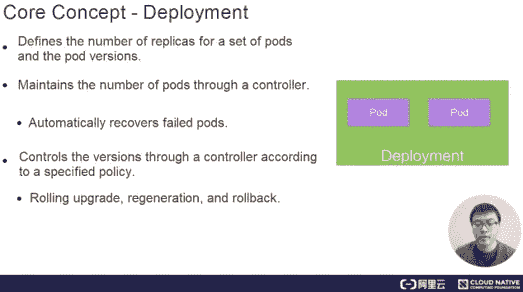 Core Concept - Deployment
Defines the number of replicas for a set of pods
and the pod versions.
Maintains the number of pods through a controller.
Automatically recovers failed pods.
Controls the versions through a controller according
to a specified policy.
Rolling upgrade, regeneration, and rollback.
Pod
Pod
Deployment
阿里云
CLOUD NATIVE
COMPUTING FOUNDATION